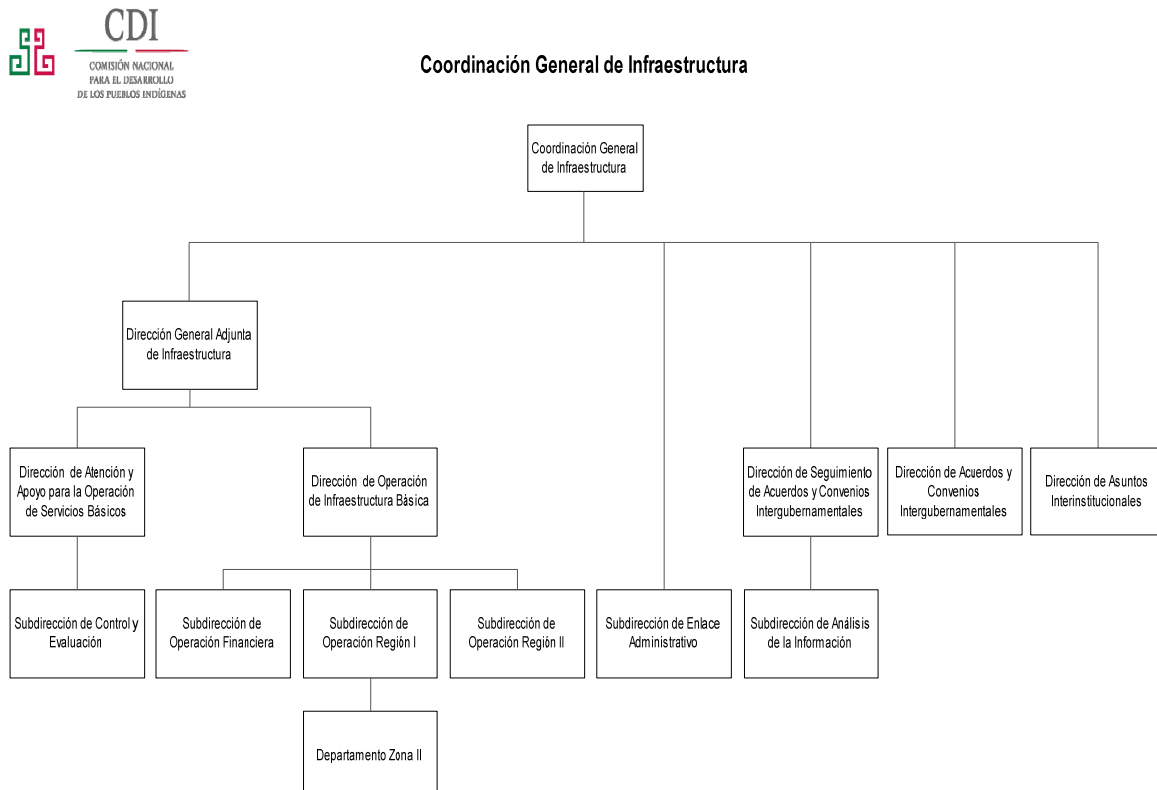 CDI
COMISIÓN NACIONAL
PARA EL DESARROLLO
DE LOS PUEBLOS INDÍGENAS
Coordinación General de Infraestructura
Coordinación General
de Infraestructura
Dirección General Adjunta
de Infraestructura
Dirección de Atención y
Apoyo para la Operación
de Servicios Básicos
Dirección de Operación
de Infraestructura Básica
Dirección de Seguimiento
de Acuerdos y Convenios
Intergubernamentales
Dirección de Acuerdos y
Convenios
Intergubernamentales
Dirección de Asuntos
Interinstitucionales
Subdirección de Control y
Evaluación
Subdirección de
Operación Financiera
Subdirección de
Operación Región I
Subdirección de
Operación Región II
Subdirección de Enlace
Administrativo
Subdirección de Análisis
de la Información
Departamento Zona II